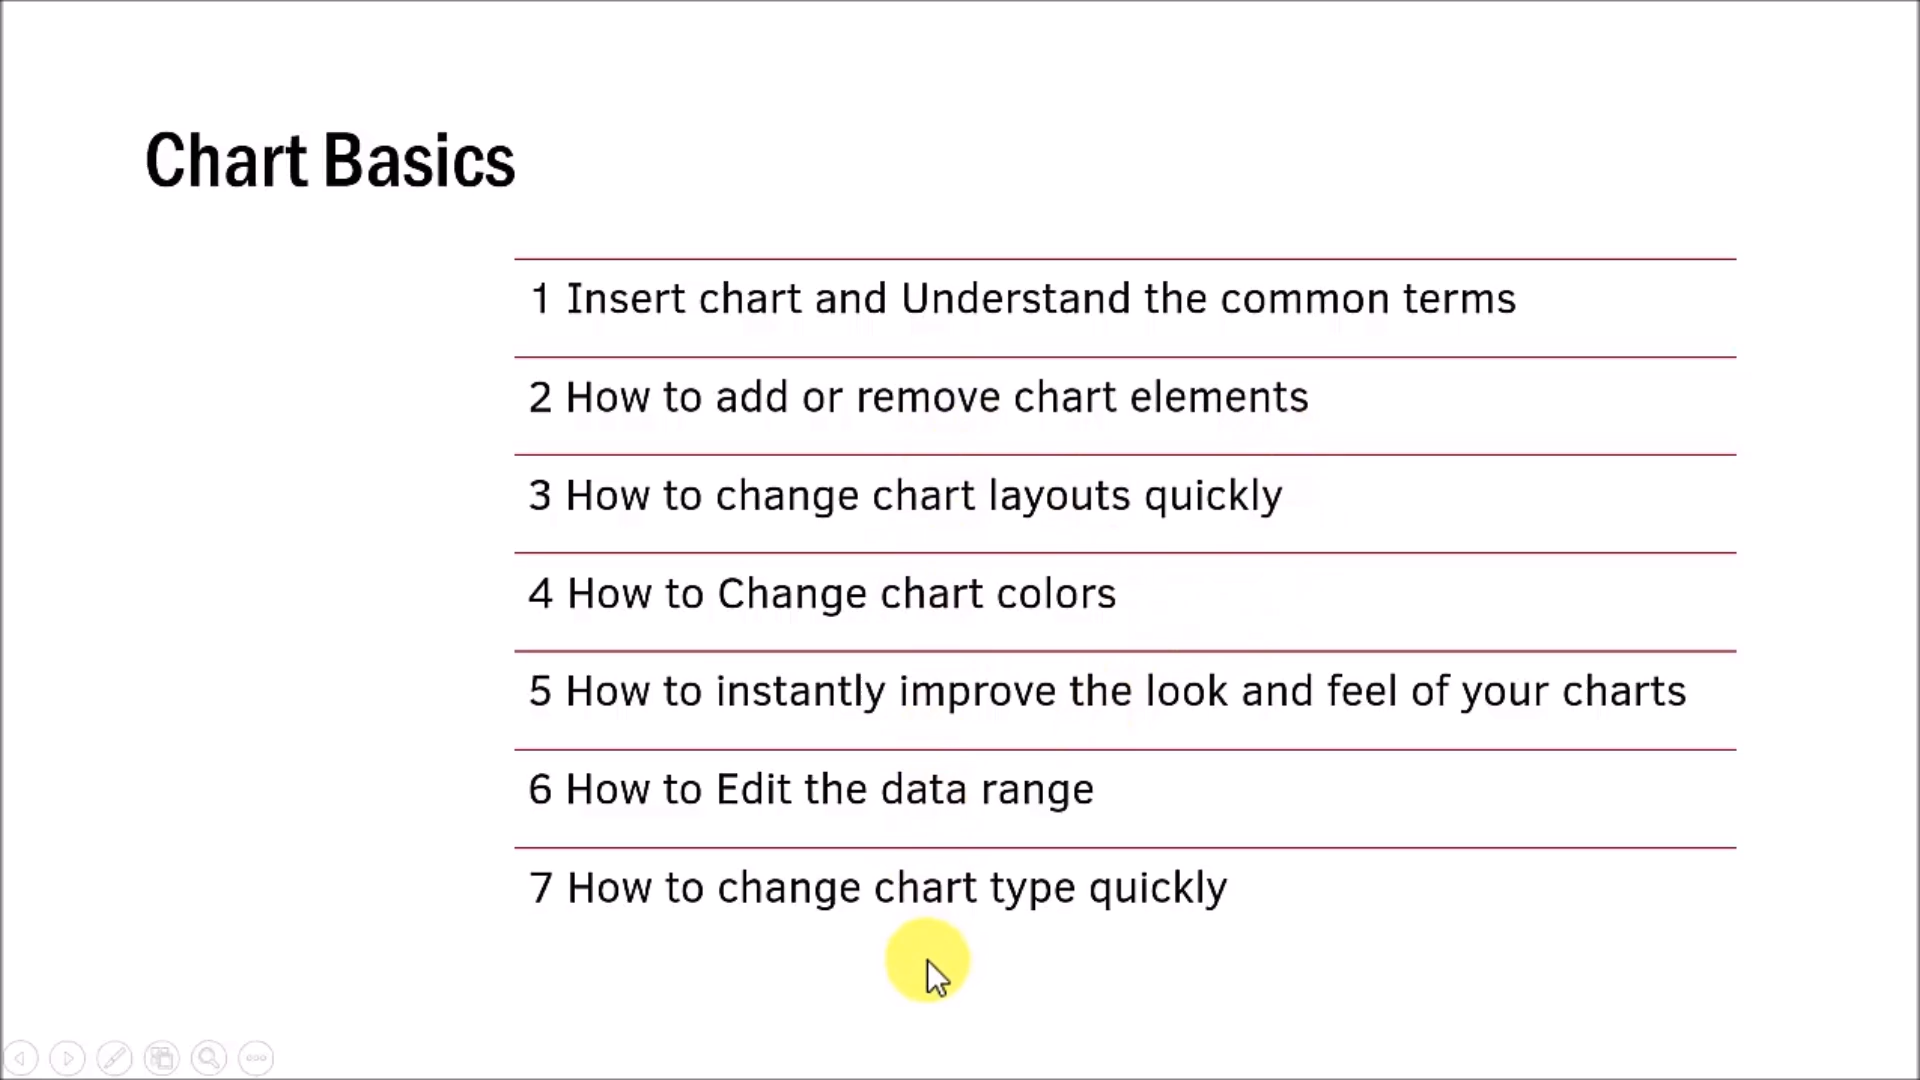 Chart Basics
1 Insert chart and Understand the common terms
2 How to add or remove chart elements
3 How to change chart layouts quickly
4 How to Change chart colors
5 How to instantly improve the look and feel of your charts
6 How to Edit the data range
7 How to change chart type quickly